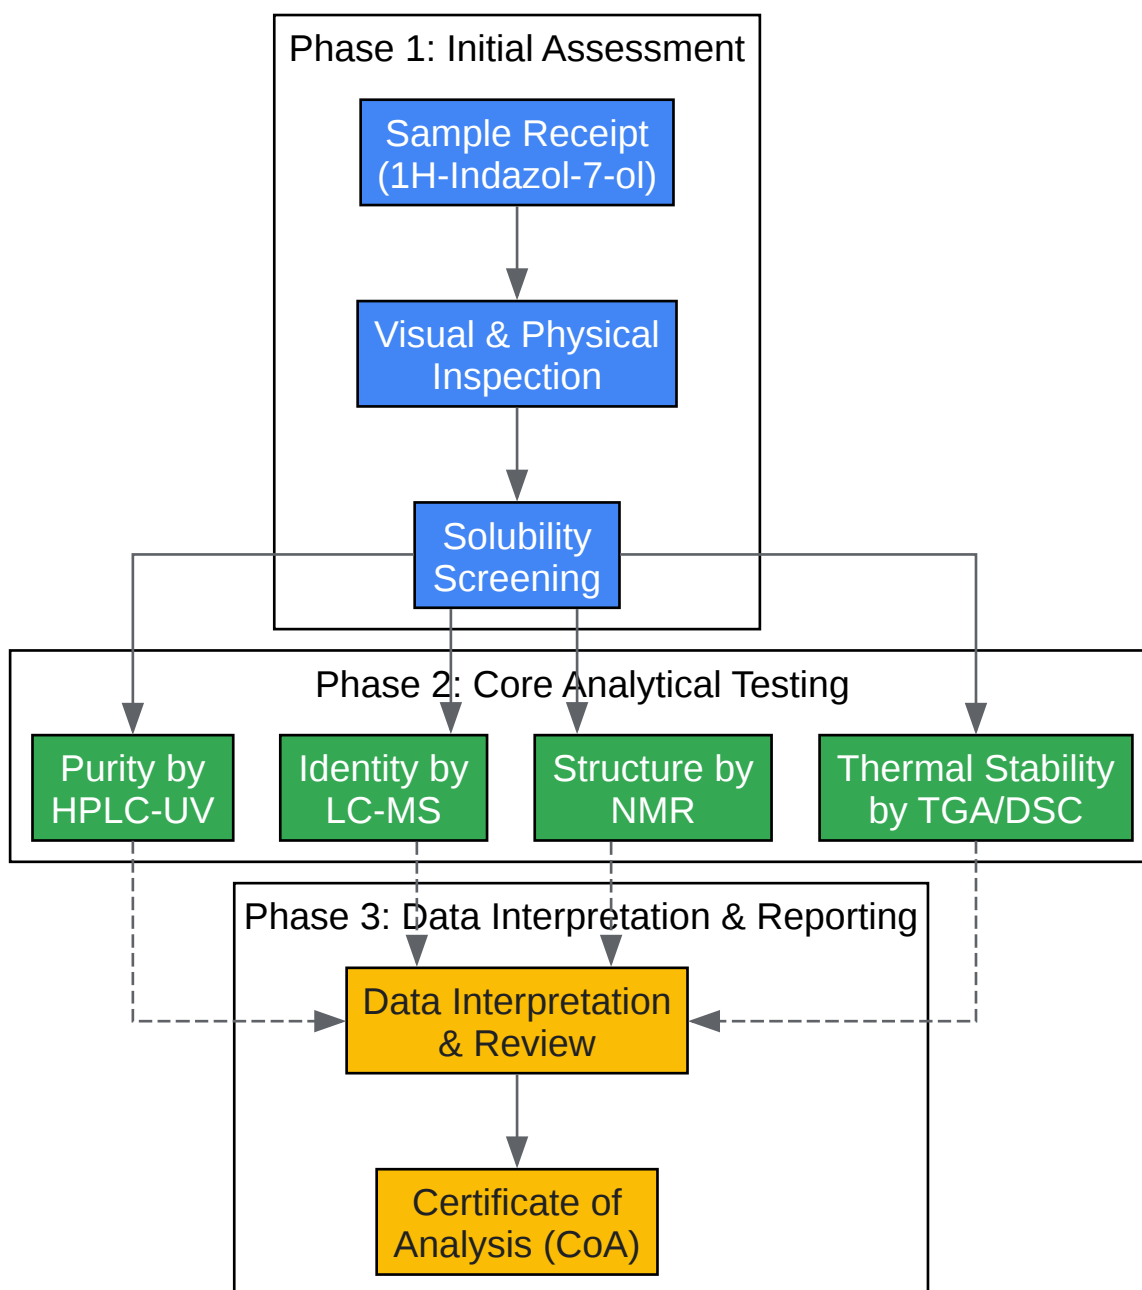 Phase 1: Initial Assessment
Sample Receipt
(1H-Indazol-7-ol)
Visual & Physical
Inspection
Solubility
Screening
Phase 2: Core Analytical Testing
Purity by
HPLC-UV
Identity by
LC-MS
Structure by
NMR
Thermal Stability
by TGA/DSC
Phase 3: Data Interpretation & Reporting
Data Interpretation
& Review
Certificate of
Analysis (CoA)